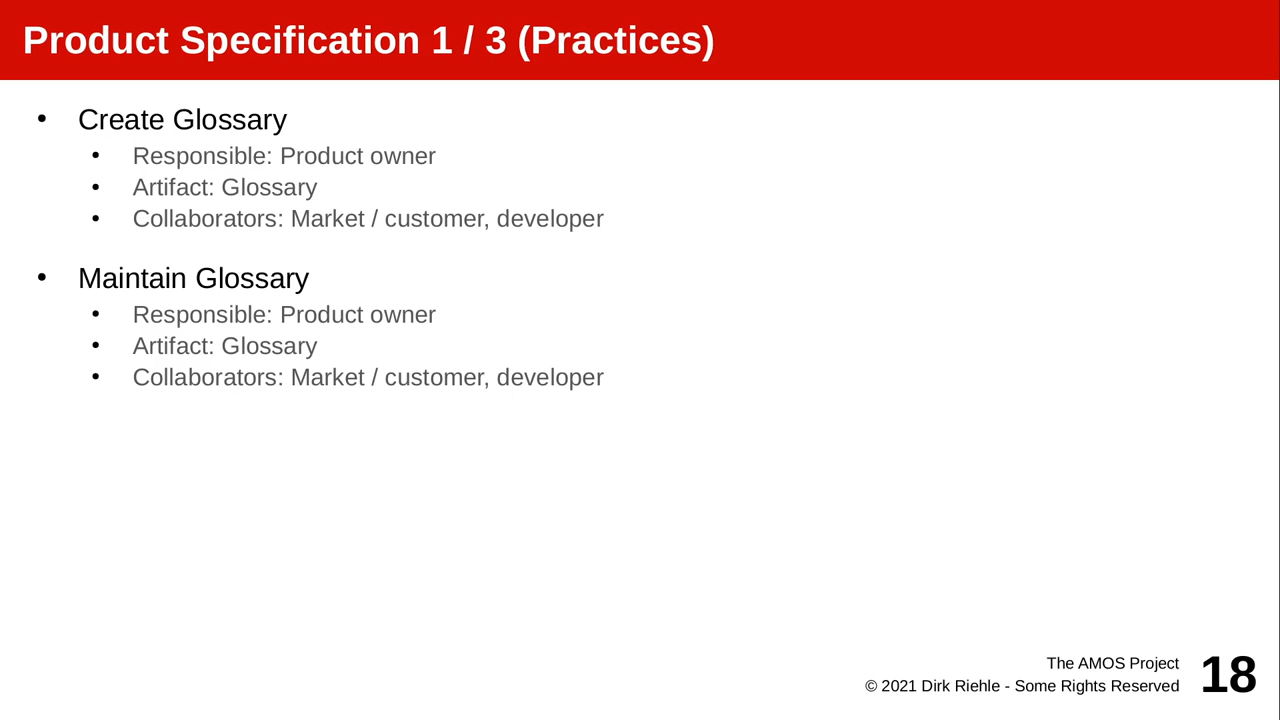 Product Specification 1 / 3 (Practices)
• Create Glossary
• Responsible: Product owner
• Artifact: Glossary
• Collaborators: Market / customer, developer
• Maintain Glossary
• Responsible: Product owner
• Artifact: Glossary
• Collaborators: Market / customer, developer
The AMOS Project
© 2021 Dirk Riehle - Some Rights Reserved
18